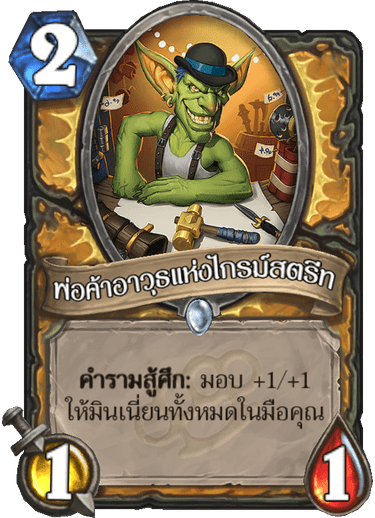 2
พ่อค้าอาวุธแห่งไกรม์สตรีท
คำรามสู้ศึก: มอบ +1/+1
ให้มินเนี่ยนทั้งหมดในมือคุณ
1
1